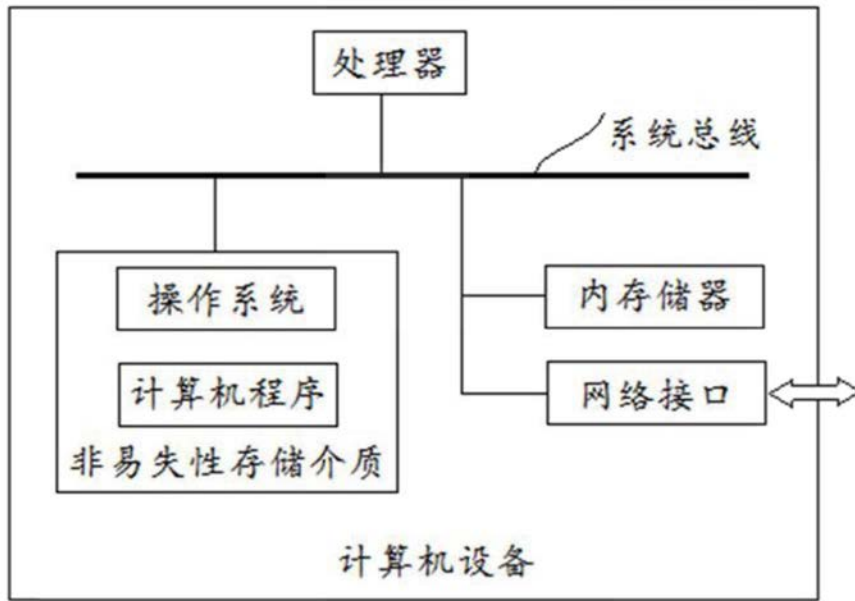 处理器
系统总线
操作系统
内存储器
计算机程序
网络接口
非易失性存储介质
计算机设备